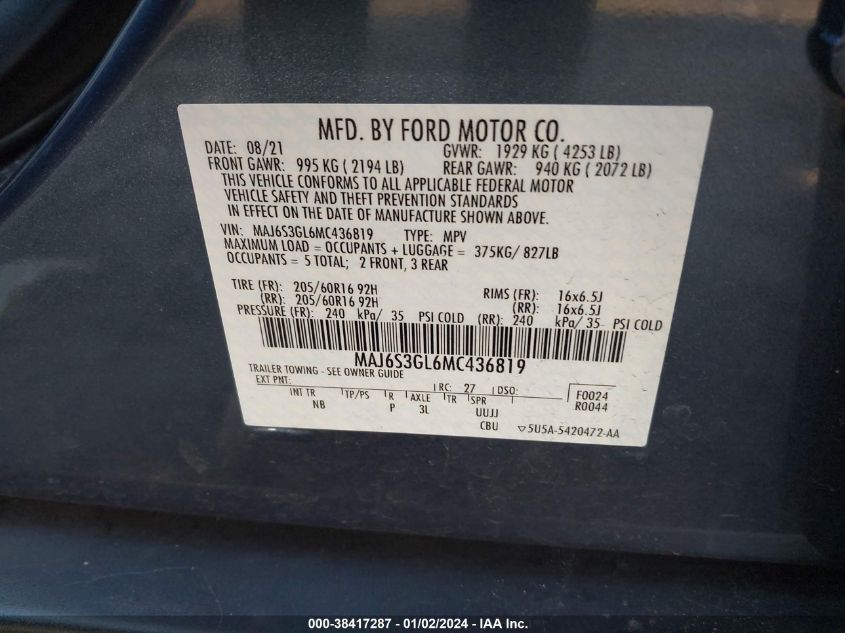 MFD. BY FORD MOTOR CO.
DATE: 08/21 GVWR: 1929 KG ( 4253 LB)
FRONT GAWR: 995 KG ( 2194 LB) REAR GAWR: 940 KG ( 2072 LB)
THIS VEHICLE CONFORMS TO ALL APPLICABLE FEDERAL MOTOR
VEHICLE SAFETY AND THEFT PREVENTION STANDARDS
IN EFFECT ON THE DATE OF MANUFACTURE SHOWN ABOVE.
VIN: MAJ6S3GL6MC436819 TYPE: MPV
MAXIMUM LOAD = OCCUPANTS + LUGGAGE = 375KG/ 827LB
OCCUPANTS = 5 TOTAL; 2 FRONT, 3 REAR
TIRE (FR): 205/60R16 92H RIMS (FR): 16x6.5J
(RR): 205/60R16 92H (RR): 16x6.5J
PRESSURE (FR): 240 kPa/ 35 PSI COLD (RR): 240 kPa/ 35 PSI COLD
MAJ6S3GL6MC436819
TRAILER TOWING - SEE OWNER GUIDE
EXT PNT: RC: 27 DSO: F0024
INT TR TP/PS R AXLE TR SPR R0044
NB P 3L UUJJ
CBU ▽5U5A-5420472-AA
000-38417287 - 01/02/2024 - IAA Inc.